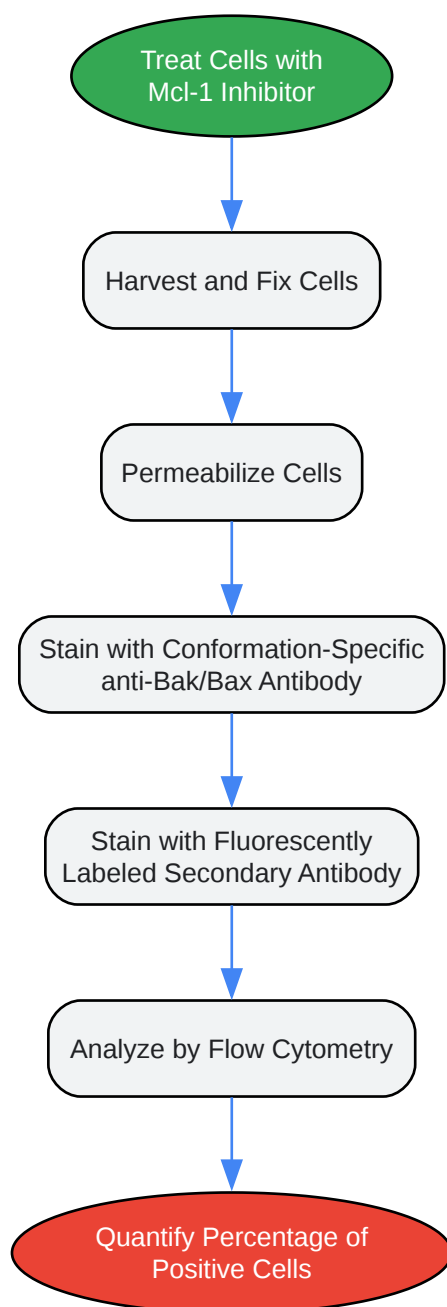 Treat Cells with
Mcl-1 Inhibitor
Harvest and Fix Cells
Permeabilize Cells
Stain with Conformation-Specific
anti-Bak/Bax Antibody
Stain with Fluorescently
Labeled Secondary Antibody
Analyze by Flow Cytometry
Quantify Percentage of
Positive Cells